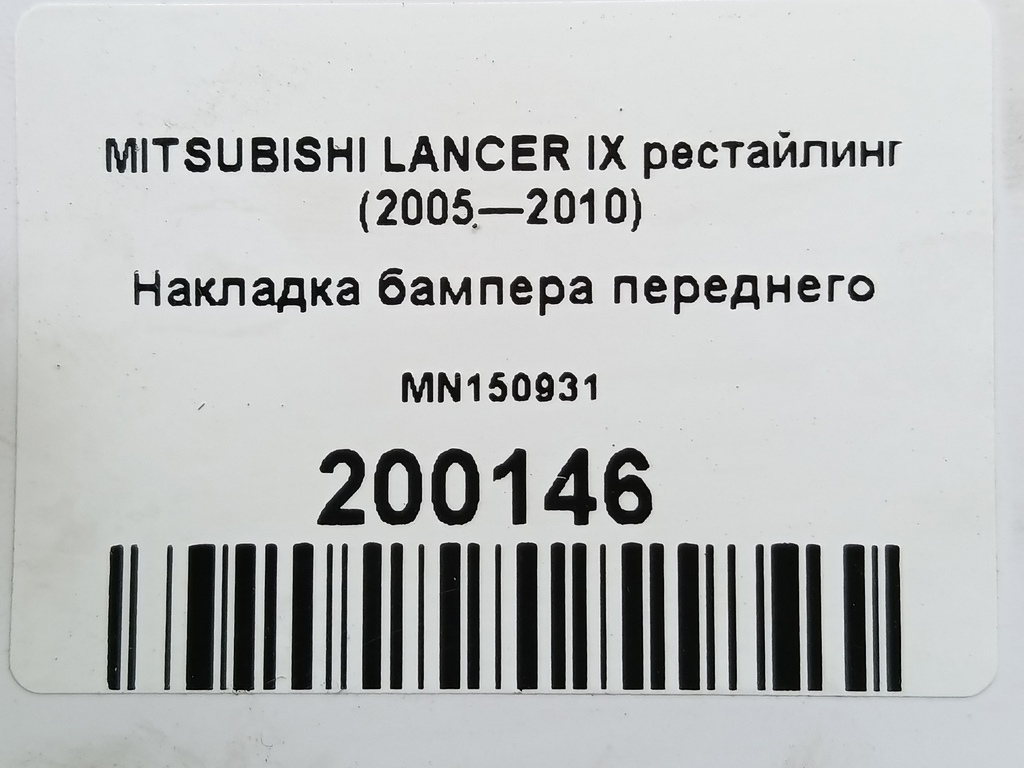 MITSUBISHI LANCER IX рестайлинг
(2005—2010)
Накладка бампера переднего
MN150931
200146